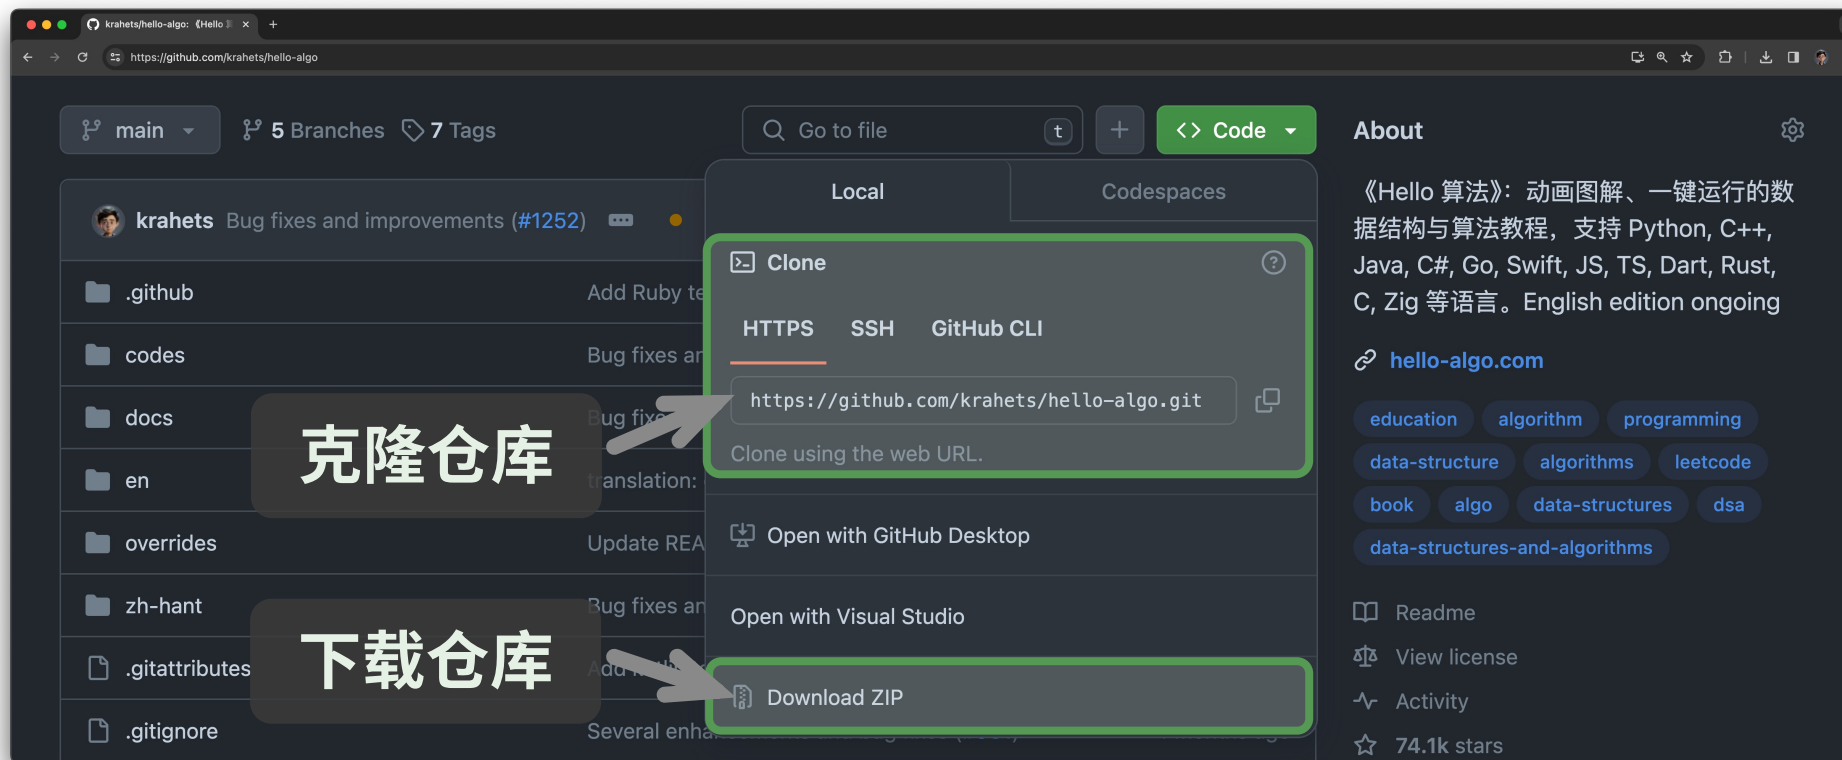 krahets/hello-algo: 《Hello
https://github.com/krahets/hello-algo
main
5 Branches
7 Tags
Go to file
t
Code
About
Local
Codespaces
krahets Bug fixes and improvements (#1252)
《Hello 算法》：动画图解、一键运行的数
据结构与算法教程，支持 Python, C++,
Java, C#, Go, Swift, JS, TS, Dart, Rust,
C, Zig 等语言。English edition ongoing
hello-algo.com
education
algorithm
programming
data-structure
algorithms
leetcode
book
algo
data-structures
dsa
data-structures-and-algorithms
Readme
View license
Activity
74.1k stars
Clone
HTTPS
SSH
GitHub CLI
https://github.com/krahets/hello-algo.git
Clone using the web URL.
Open with GitHub Desktop
Open with Visual Studio
Download ZIP
克隆仓库
下载仓库
.github Add Ruby
codes Bug fixes
docs Bug
en translation:
overrides Update
zh-hant Bug fixes
.gitattributes Add
.gitignore Several